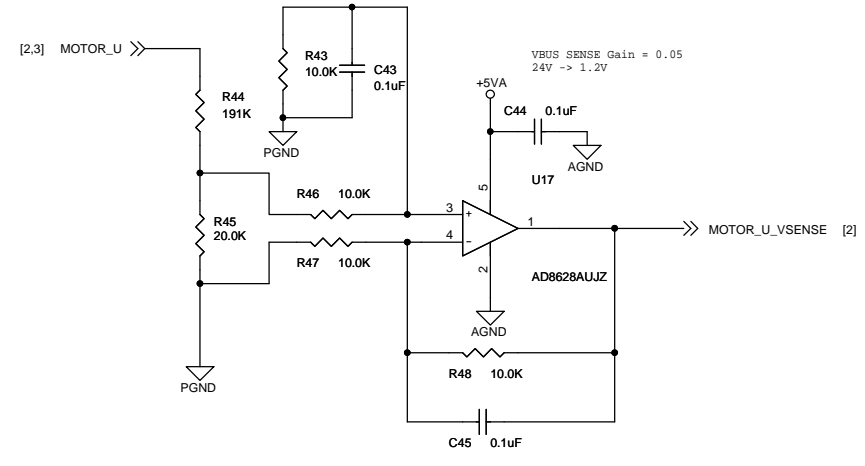 [2,3] MOTOR_U
R43
10.0K
C43
0.1uF
VBUS SENSE Gain = 0.05
24V -> 1.2V
+5VA
R44
191K
C44 0.1uF
PGND
AGND
U17
5
R46 10.0K
3
+
R45
20.0K
1
MOTOR_U_VSENSE [2]
4
-
R47 10.0K
2
AD8628AUJZ
AGND
R48 10.0K
PGND
C45 0.1uF